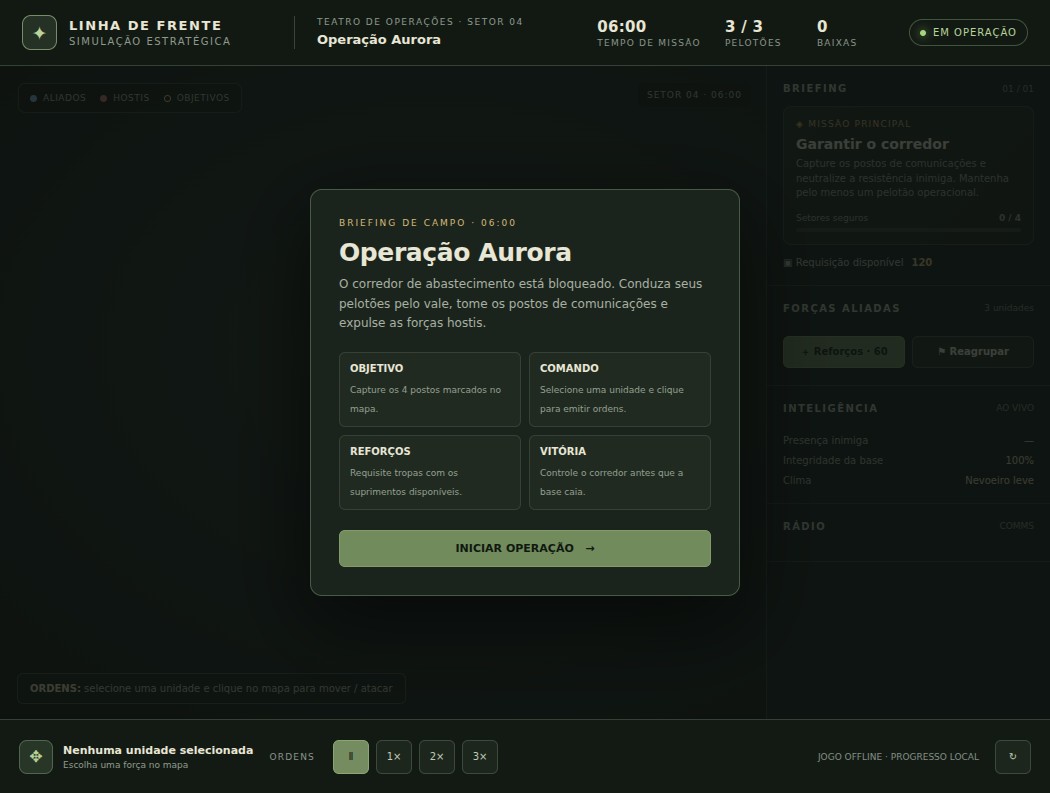 LINHA DE FRENTE
SIMULAÇÃO ESTRATÉGICA
TEATRO DE OPERAÇÕES · SETOR 04
Operação Aurora
06:00
TEMPO DE MISSÃO
3 / 3
PELOTÕES
0
BAIXAS
EM OPERAÇÃO
ALIADOS
HOSTIS
OBJETIVOS
SETOR 04 · 06:00
BRIEFING
01 / 01
◈ MISSÃO PRINCIPAL
Garantir o corredor
Capture os postos de comunicações e
neutralize a resistência inimiga. Mantenha
pelo menos um pelotão operacional.
Setores seguros
0 / 4
▣ Requisição disponível 120
FORÇAS ALIADAS
3 unidades
+ Reforços · 60
⚑ Reagrupar
INTELIGÊNCIA
AO VIVO
Presença inimiga
—
Integridade da base
100%
Clima
Nevoeiro leve
RÁDIO
COMMS
BRIEFING DE CAMPO · 06:00
Operação Aurora
O corredor de abastecimento está bloqueado. Conduza seus
pelotões pelo vale, tome os postos de comunicações e
expulse as forças hostis.
OBJETIVO
Capture os 4 postos marcados no
mapa.
COMANDO
Selecione uma unidade e clique
para emitir ordens.
REFORÇOS
Requisite tropas com os
suprimentos disponíveis.
VITÓRIA
Controle o corredor antes que a
base caia.
INICIAR OPERAÇÃO →
ORDENS: selecione uma unidade e clique no mapa para mover / atacar
Nenhuma unidade selecionada
Escolha uma força no mapa
ORDENS
Ⅱ
1×
2×
3×
JOGO OFFLINE · PROGRESSO LOCAL
↻